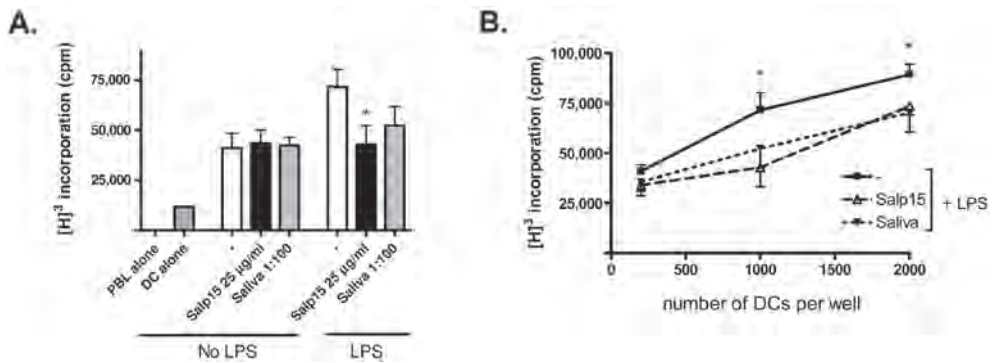 A.
[H]³ incorporation (cpm)
75,000
50,000
25,000
PBL alone
DC alone
-
Salp15 25 µg/ml
Saliva 1:100
-
Salp15 25 µg/ml
Saliva 1:100
*
No LPS
LPS
B.
[H]³ incorporation (cpm)
100,000
75,000
50,000
25,000
500
1000
1500
2000
*
*
-
Salp15
Saliva
+ LPS
number of DCs per well